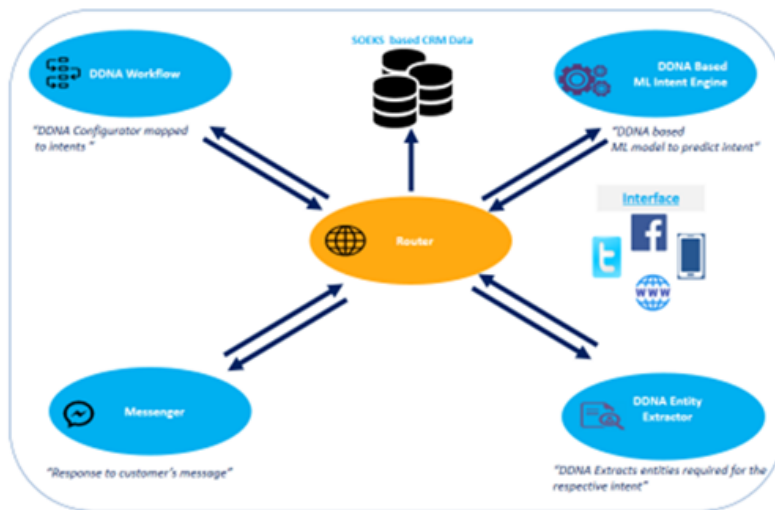 SOEKS based CRM Data
DDNA Workflow
DDNA Based
ML Intent Engine
"DDNA Configurator mapped
to intents"
"DDNA based
ML model to predict intent"
Interface
Router
WWW
Messenger
DDNA Entity
Extractor
"Response to customer's message"
"DDNA Extracts entities required for the
respective intent"